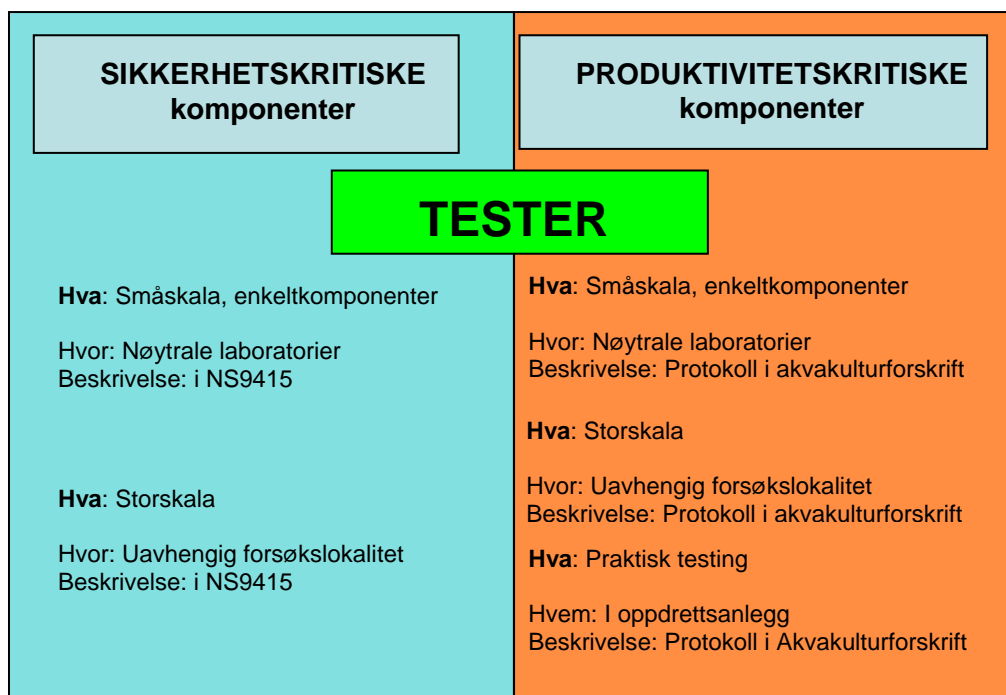 SIKKERHETSKRITISKE
komponenter
PRODUKTIVITETSKRITISKE
komponenter
TESTER
Hva: Småskala, enkeltkomponenter
Hvor: Nøytrale laboratorier
Beskrivelse: i NS9415
Hva: Storskala
Hvor: Uavhengig forsøkslokalitet
Beskrivelse: i NS9415
Hva: Småskala, enkeltkomponenter
Hvor: Nøytrale laboratorier
Beskrivelse: Protokoll i akvakulturforskrift
Hva: Storskala
Hvor: Uavhengig forsøkslokalitet
Beskrivelse: Protokoll i akvakulturforskrift
Hva: Praktisk testing
Hvem: I oppdrettsanlegg
Beskrivelse: Protokoll i Akvakulturforskrift